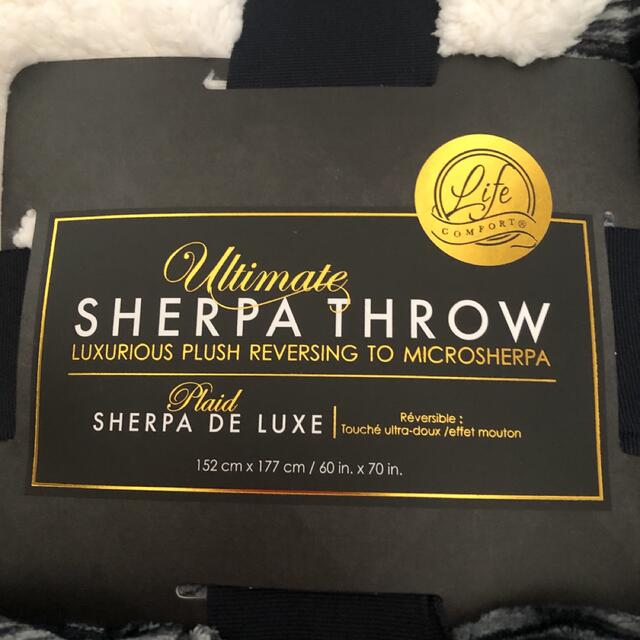 Life
COMFORT®
Ultimate
SHERPA THROW
LUXURIOUS PLUSH REVERSING TO MICROSHERPA
Plaid
SHERPA DE LUXE
Réversible :
Touché ultra-doux /effet mouton
152 cm x 177 cm / 60 in. x 70 in.